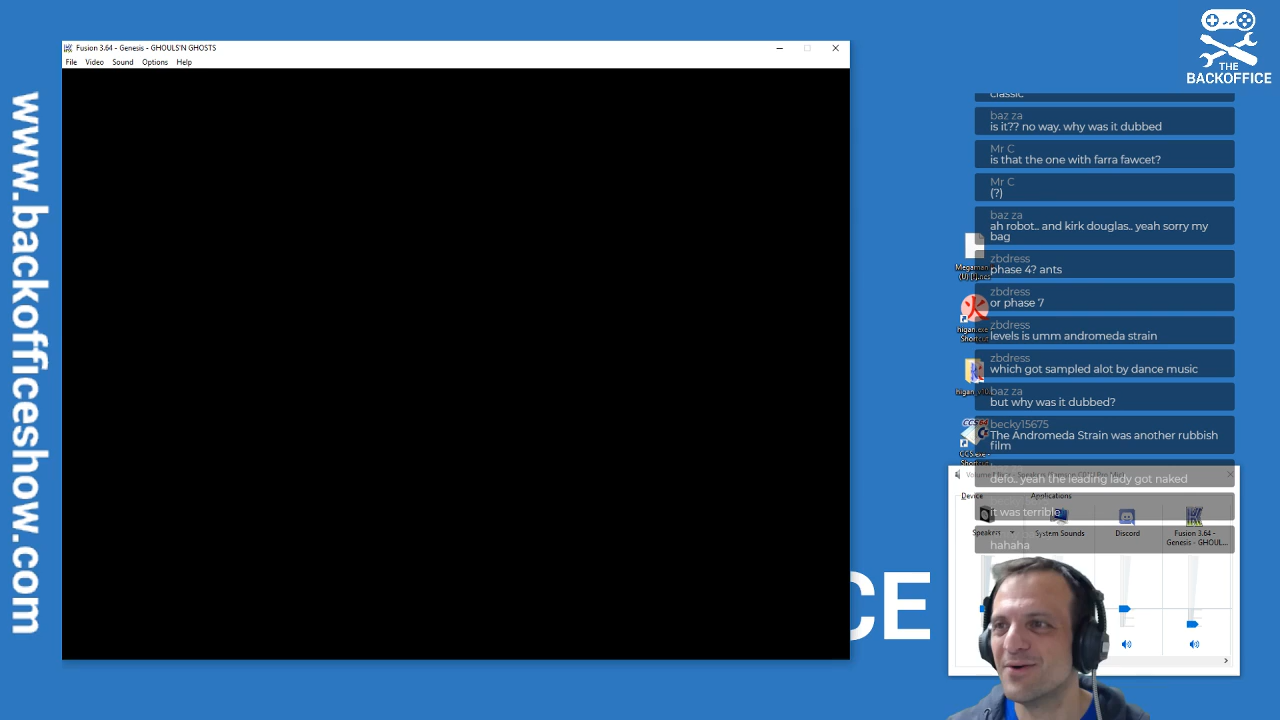 Fusion 3.64 - Genesis - GHOULS'N GHOSTS
File Video Sound Options Help
www.backofficeshow.com
THE
BACKOFFICE
classic
baz za
is it?? no way. why was it dubbed
Mr C
is that the one with farra fawcet?
Mr C
(?)
baz za
ah robot.. and kirk douglas.. yeah sorry my
bag
zbdress
phase 4? ants
zbdress
or phase 7
zbdress
levels is umm andromeda strain
zbdress
which got sampled alot by dance music
baz za
but why was it dubbed?
becky15675
The Andromeda Strain was another rubbish
film
defo.. yeah the leading lady got naked
it was terrible
hahaha
Megaman
higan.exe
Shortcut
Device Applications
Speakers System Sounds Discord Fusion 3.64 -
Genesis - GHOUL...
CE